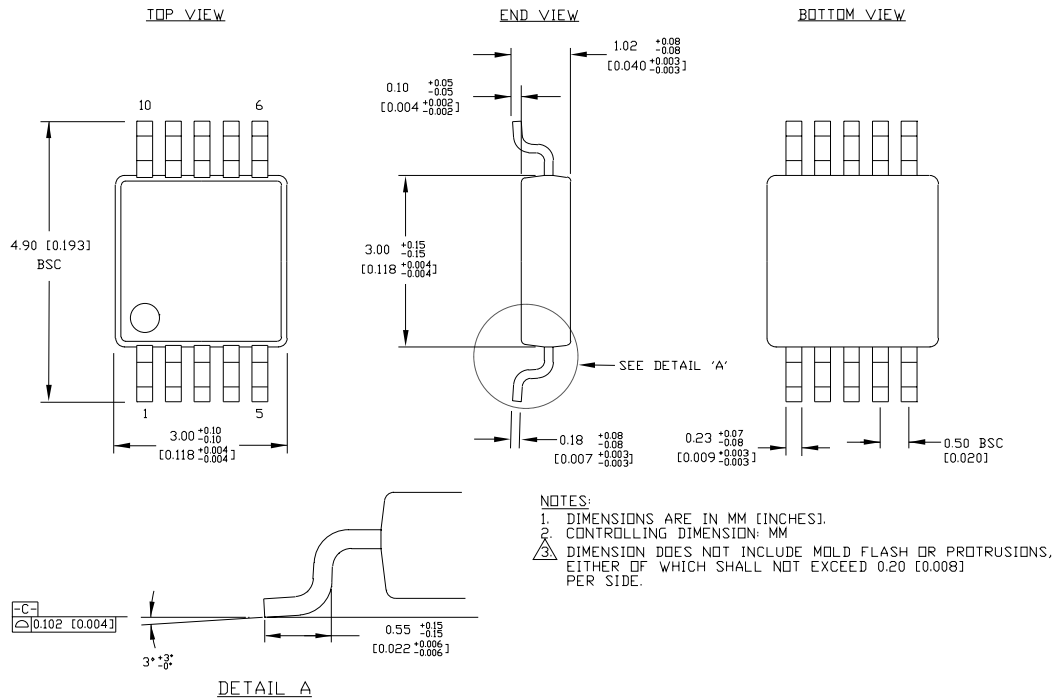 TOP VIEW
END VIEW
BOTTOM VIEW
1.02 +0.08 -0.08
[0.040 +0.003 -0.003]
0.10 +0.05 -0.05
[0.004 +0.002 -0.002]
10 6
4.90 [0.193]
BSC
3.00 +0.15 -0.15
[0.118 +0.004 -0.004]
SEE DETAIL 'A'
1 5
3.00 +0.10 -0.10
[0.118 +0.004 -0.004]
0.18 +0.08 -0.08
[0.007 +0.003 -0.003]
0.23 +0.07 -0.08
[0.009 +0.003 -0.003]
0.50 BSC
[0.020]
NOTES:
1. DIMENSIONS ARE IN MM [INCHES].
2. CONTROLLING DIMENSION: MM
3. DIMENSION DOES NOT INCLUDE MOLD FLASH OR PROTRUSIONS,
EITHER OF WHICH SHALL NOT EXCEED 0.20 [0.008]
PER SIDE.
-C-
0.102 [0.004]
3° +3° -0°
0.55 +0.15 -0.15
[0.022 +0.006 -0.006]
DETAIL A